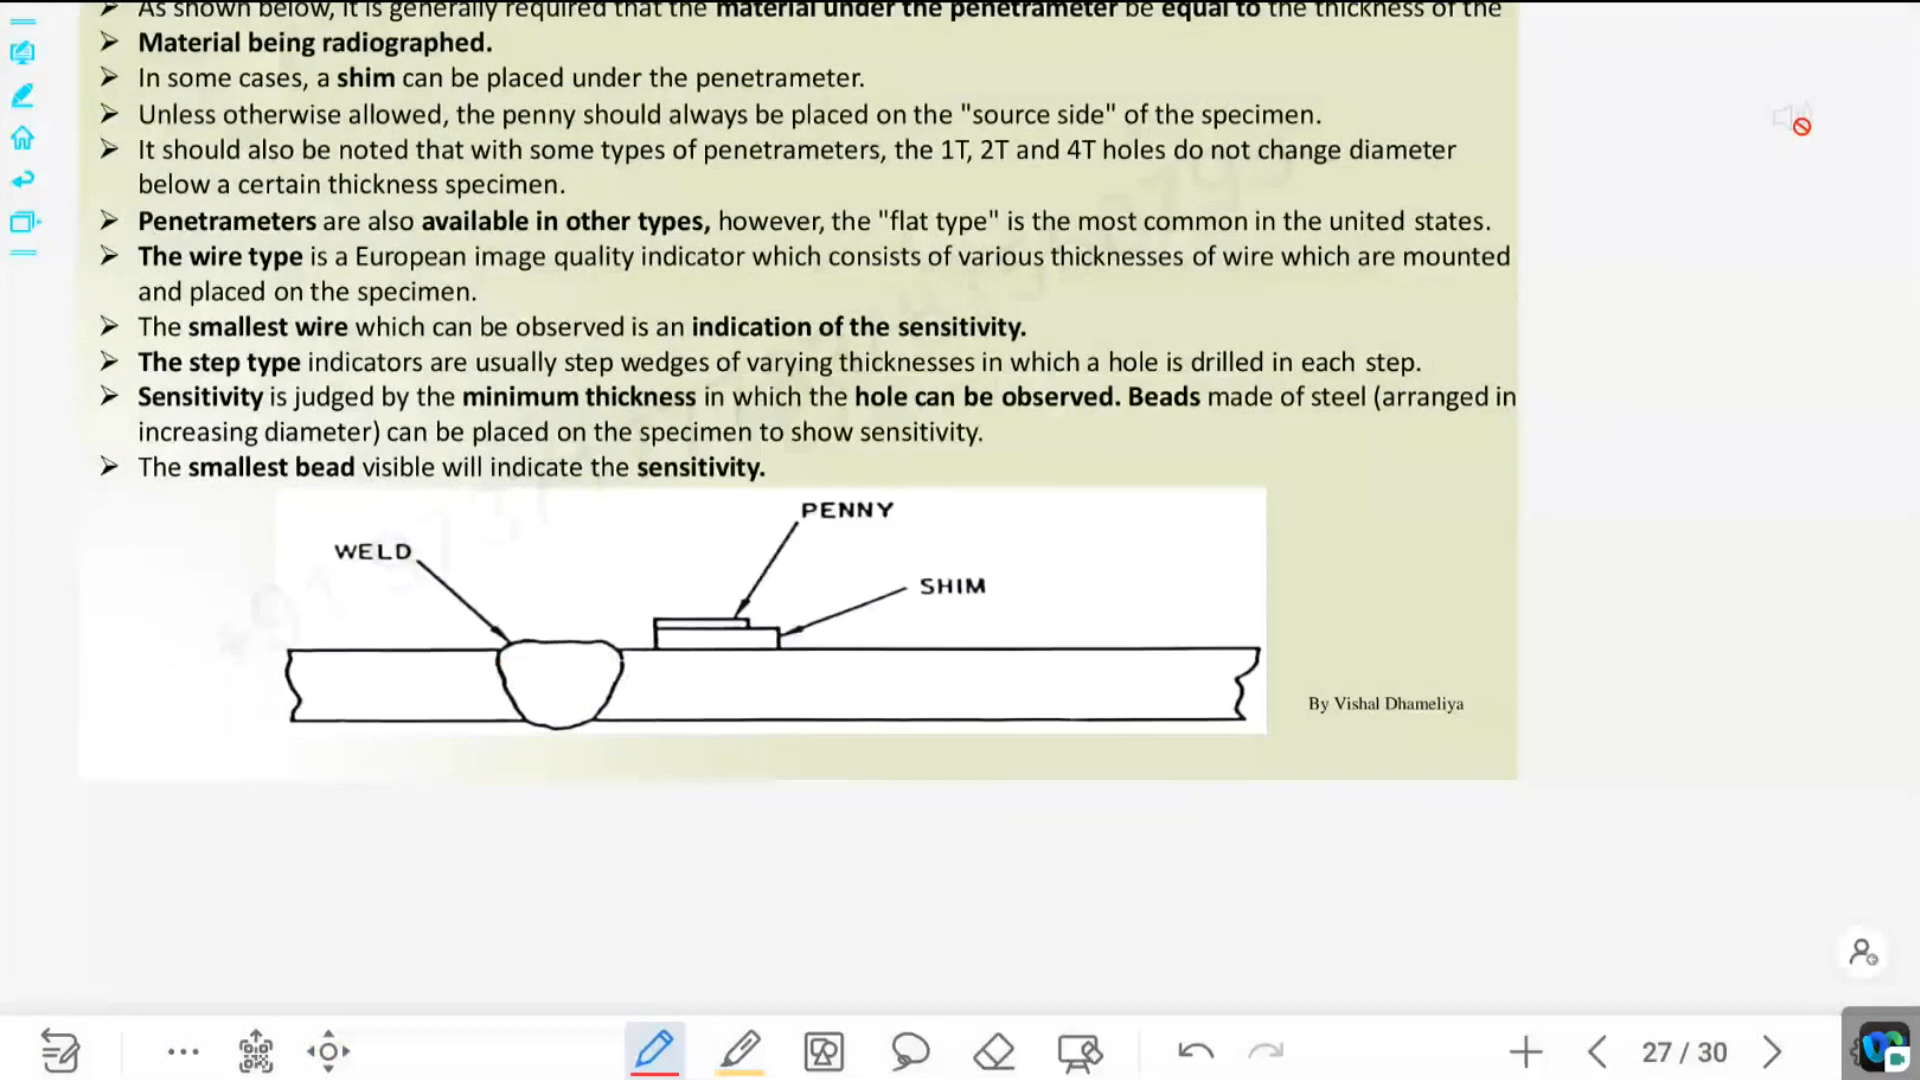 As shown below, it is generally required that the material under the penetrameter be equal to the thickness of the
➤ Material being radiographed.
➤ In some cases, a shim can be placed under the penetrameter.
➤ Unless otherwise allowed, the penny should always be placed on the "source side" of the specimen.
➤ It should also be noted that with some types of penetrameters, the 1T, 2T and 4T holes do not change diameter
below a certain thickness specimen.
➤ Penetrameters are also available in other types, however, the "flat type" is the most common in the united states.
➤ The wire type is a European image quality indicator which consists of various thicknesses of wire which are mounted
and placed on the specimen.
➤ The smallest wire which can be observed is an indication of the sensitivity.
➤ The step type indicators are usually step wedges of varying thicknesses in which a hole is drilled in each step.
➤ Sensitivity is judged by the minimum thickness in which the hole can be observed. Beads made of steel (arranged in
increasing diameter) can be placed on the specimen to show sensitivity.
➤ The smallest bead visible will indicate the sensitivity.
PENNY
WELD
SHIM
By Vishal Dhameliya
27 / 30